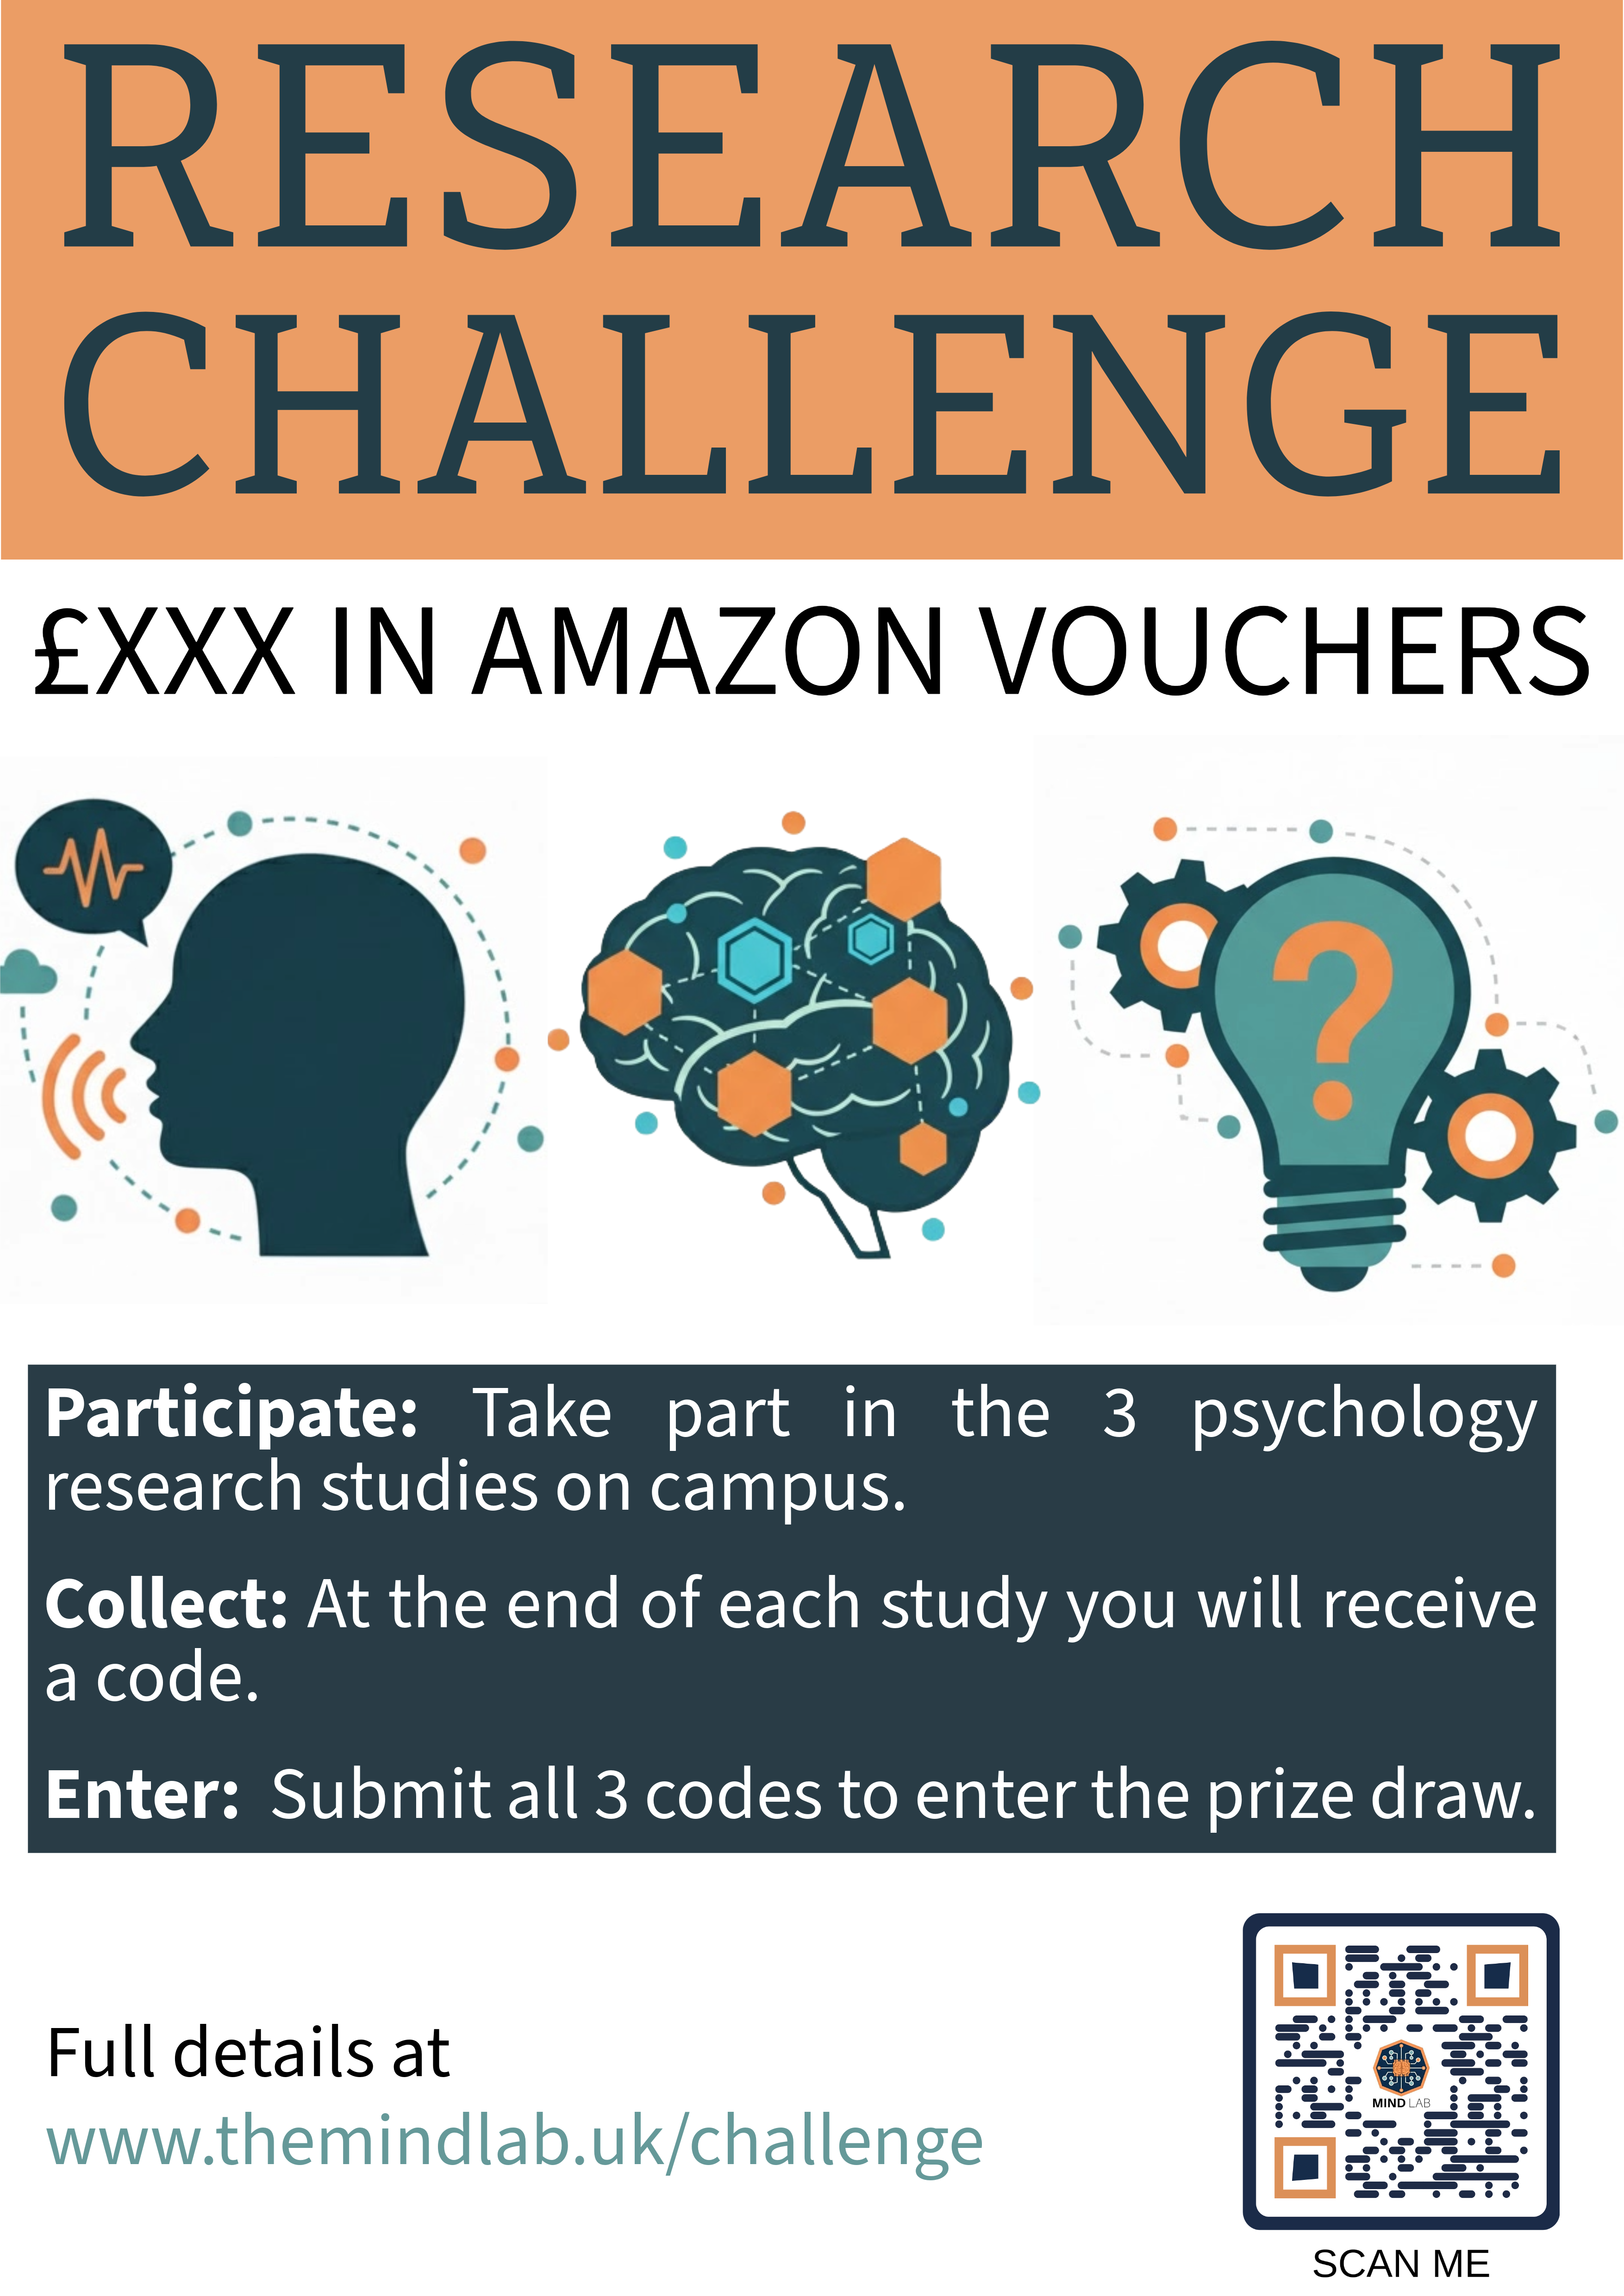 RESEARCH
CHALLENGE
£XXX IN AMAZON VOUCHERS
Participate: Take part in the 3 psychology
research studies on campus.
Collect: At the end of each study you will receive
a code.
Enter: Submit all 3 codes to enter the prize draw.
Full details at
www.themindlab.uk/challenge
MIND LAB
SCAN ME